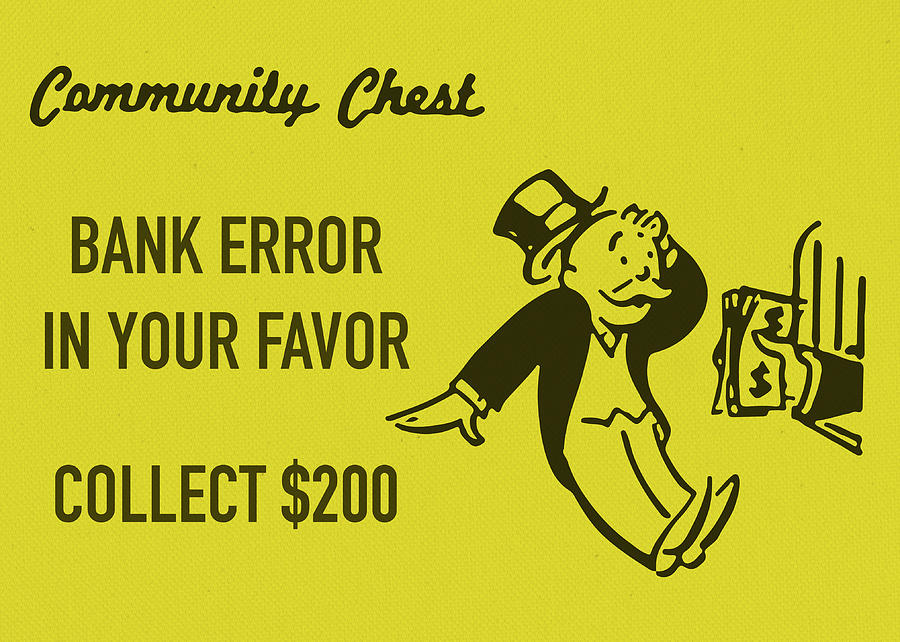 Community Chest
BANK ERROR
IN YOUR FAVOR
COLLECT $200
$
$